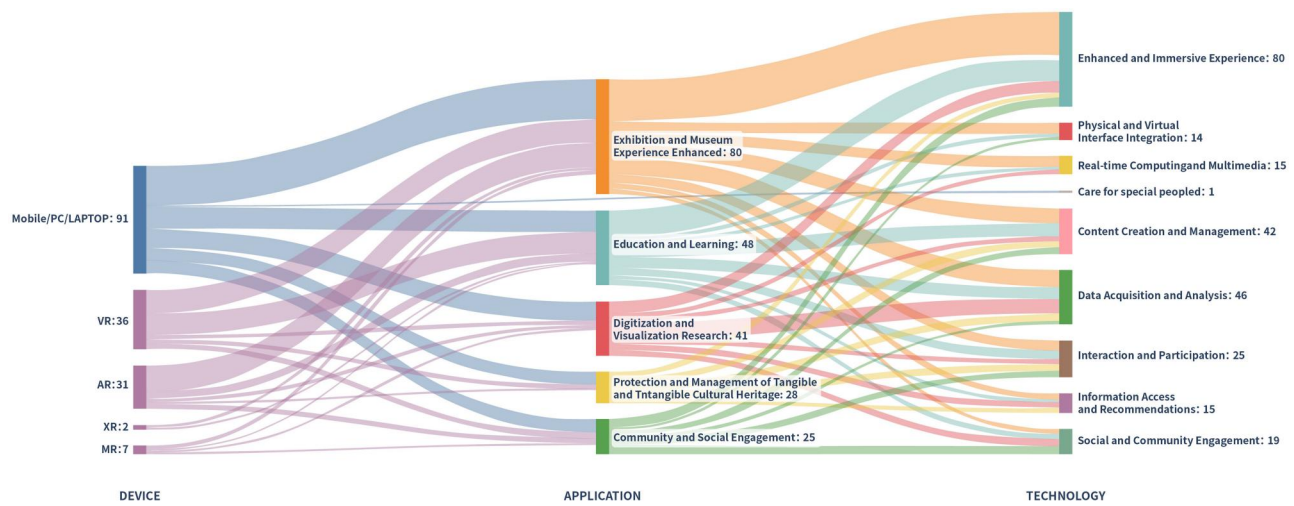 Mobile/PC/LAPTOP: 91
VR:36
AR:31
XR:2
MR:7
DEVICE
Exhibition and Museum
Experience Enhanced: 80
Education and Learning: 48
Digitization and
Visualization Research: 41
Protection and Management of Tangible
and Tntangible Cultural Heritage: 28
Community and Social Engagement: 25
APPLICATION
Enhanced and Immersive Experience: 80
Physical and Virtual
Interface Integration: 14
Real-time Computingand Multimedia: 15
Care for special peopled: 1
Content Creation and Management: 42
Data Acquisition and Analysis: 46
Interaction and Participation: 25
Information Access
and Recommendations: 15
Social and Community Engagement: 19
TECHNOLOGY